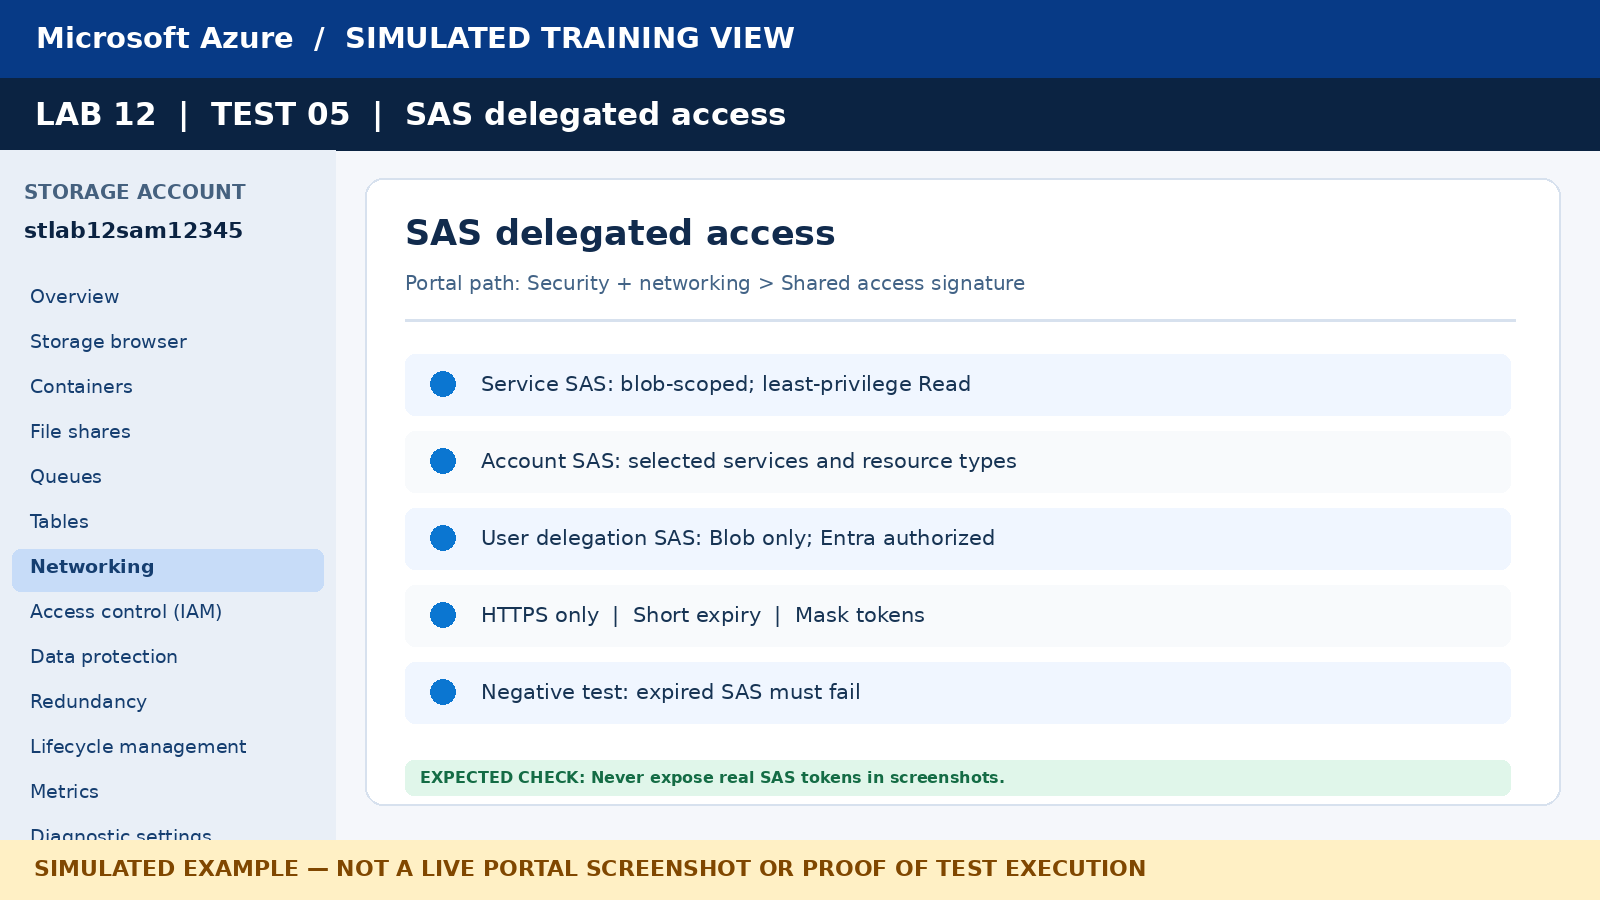 Microsoft Azure / SIMULATED TRAINING VIEW
LAB 12 | TEST 05 | SAS delegated access
STORAGE ACCOUNT
stlab12sam12345
Overview
Storage browser
Containers
File shares
Queues
Tables
Networking
Access control (IAM)
Data protection
Redundancy
Lifecycle management
Metrics
Diagnostic settings
SAS delegated access
Portal path: Security + networking > Shared access signature
Service SAS: blob-scoped; least-privilege Read
Account SAS: selected services and resource types
User delegation SAS: Blob only; Entra authorized
HTTPS only | Short expiry | Mask tokens
Negative test: expired SAS must fail
EXPECTED CHECK: Never expose real SAS tokens in screenshots.
SIMULATED EXAMPLE — NOT A LIVE PORTAL SCREENSHOT OR PROOF OF TEST EXECUTION